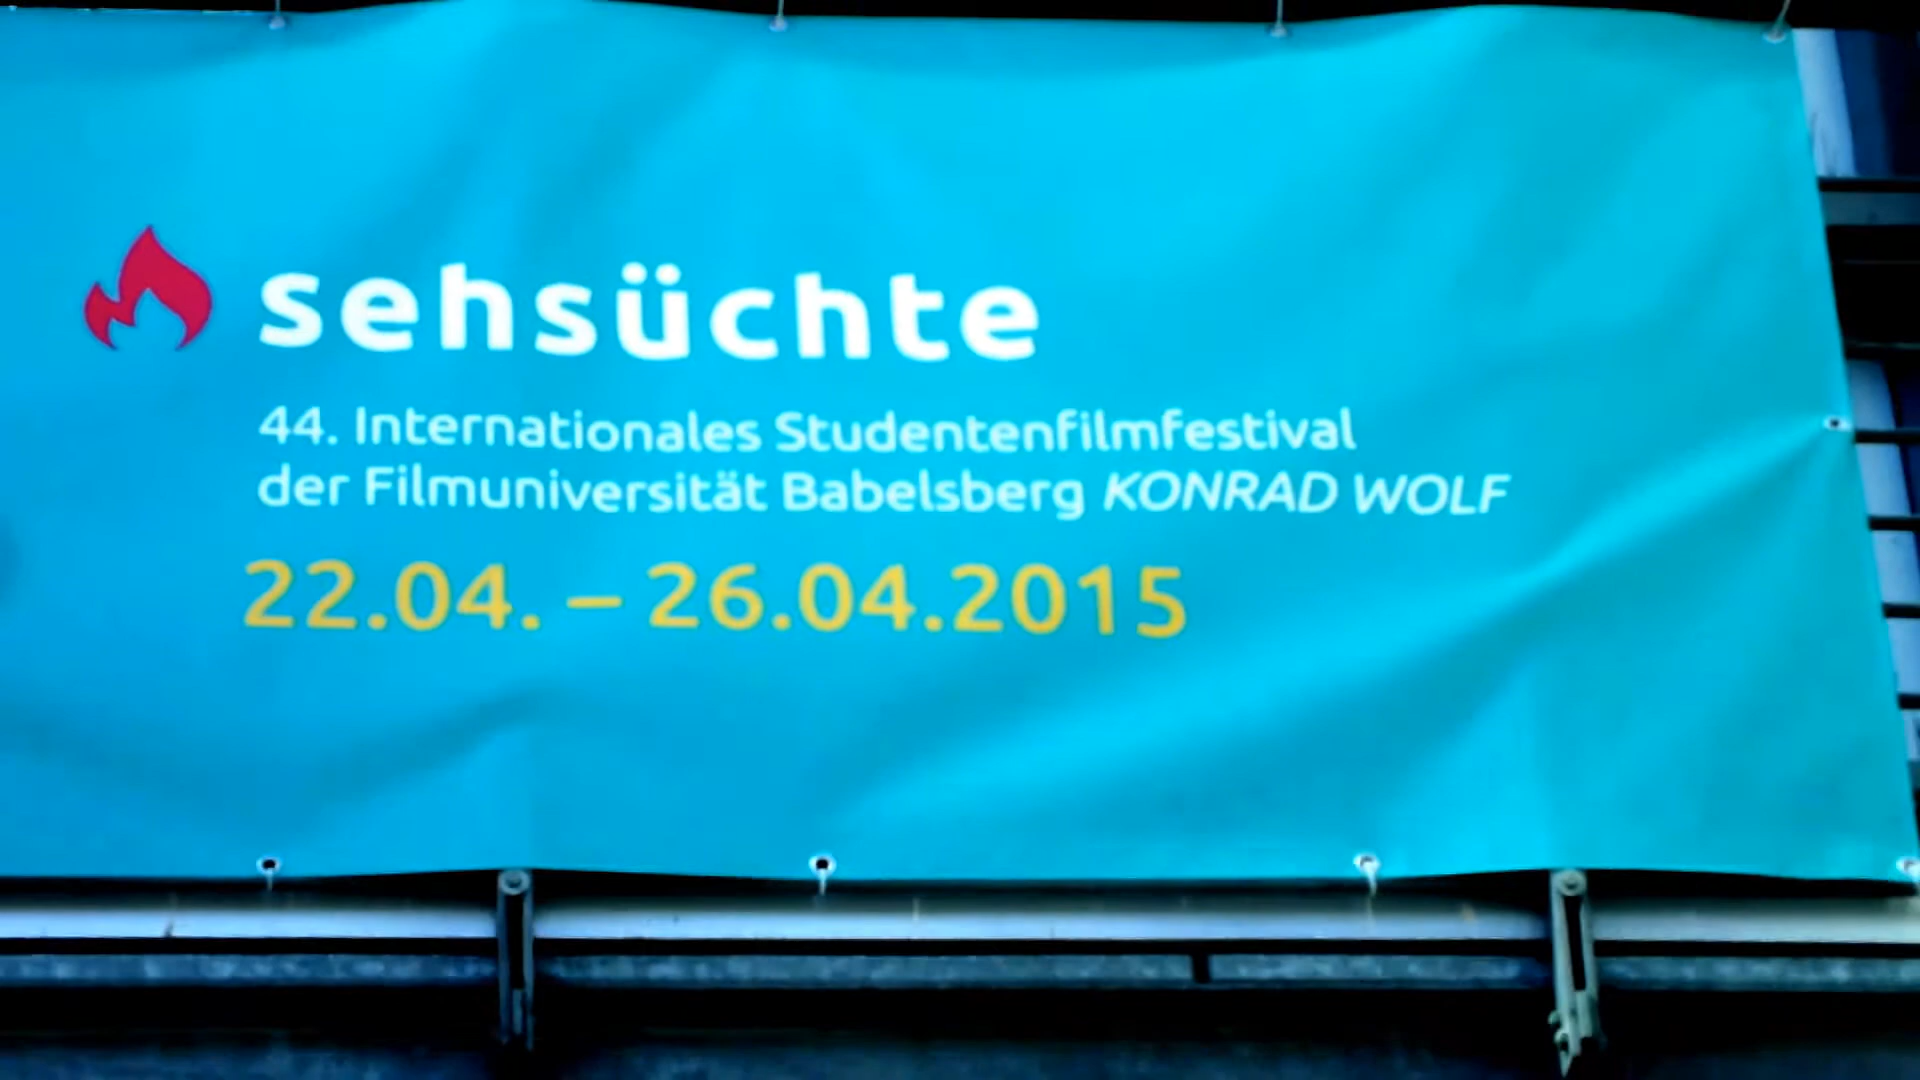 sehsüchte
44. Internationales Studentenfilmfestival
der Filmuniversität Babelsberg KONRAD WOLF
22.04. – 26.04.2015